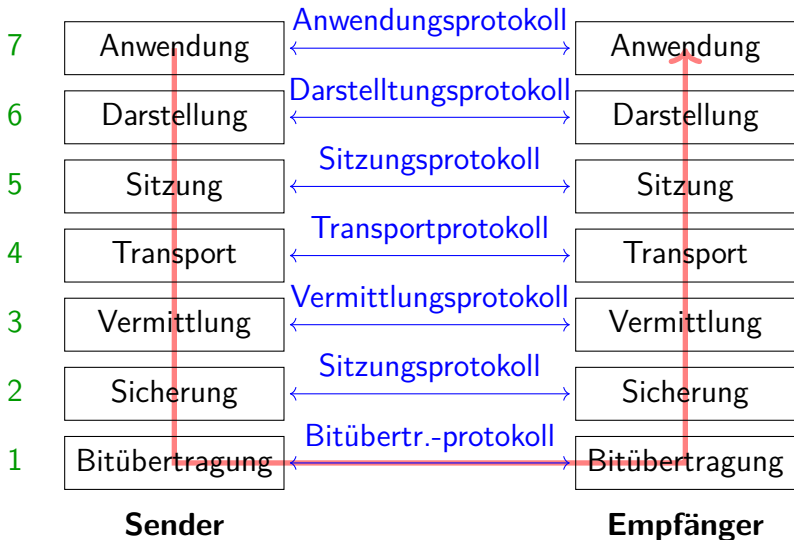 7 Anwendung Anwendungsprotokoll Anwendung
6 Darstellung Darstelltungsprotokoll Darstellung
5 Sitzung Sitzungsprotokoll Sitzung
4 Transport Transportprotokoll Transport
3 Vermittlung Vermittlungsprotokoll Vermittlung
2 Sicherung Sitzungsprotokoll Sicherung
1 Bitübertragung Bitübertr.-protokoll Bitübertragung
Sender Empfänger